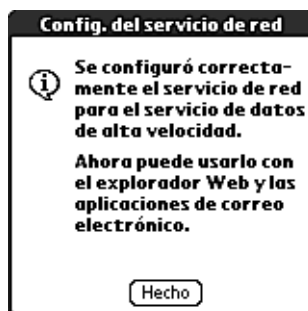 Config. del servicio de red
Se configuró correcta-
mente el servicio de red
para el servicio de datos
de alta velocidad.
Ahora puede usarlo con
el explorador Web y las
aplicaciones de correo
electrónico.
Hecho